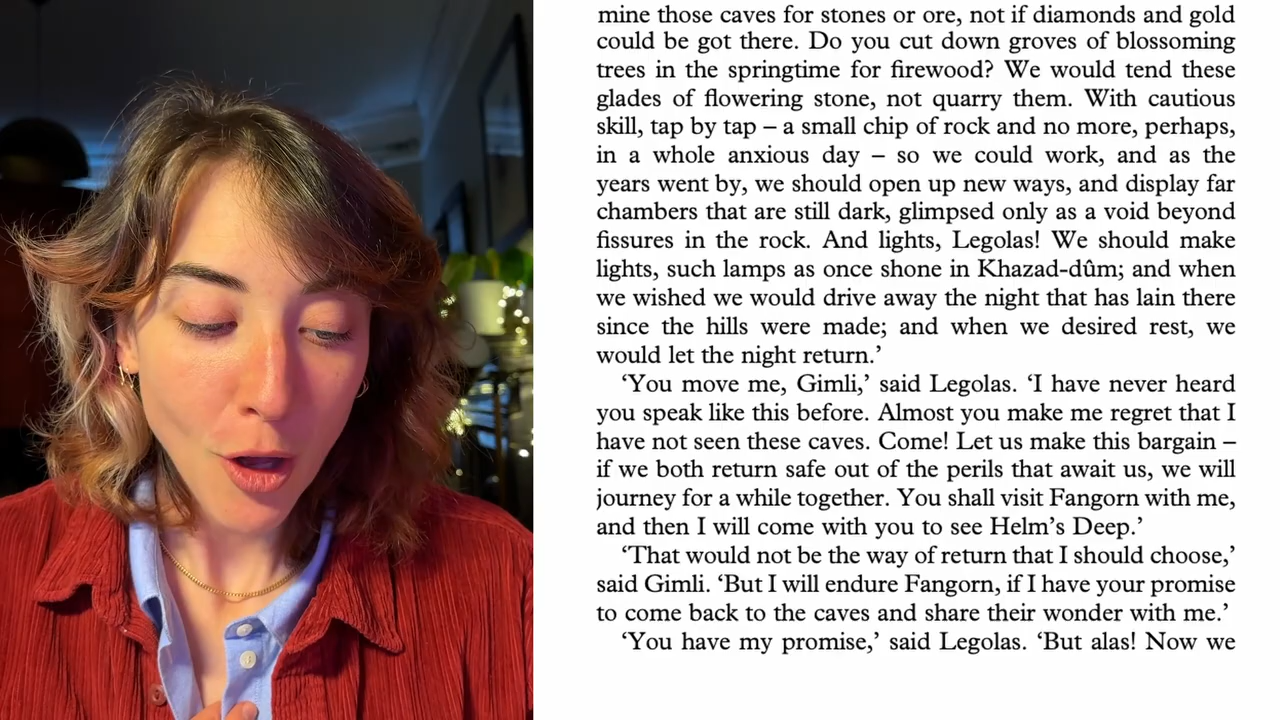 mine those caves for stones or ore, not if diamonds and gold
could be got there. Do you cut down groves of blossoming
trees in the springtime for firewood? We would tend these
glades of flowering stone, not quarry them. With cautious
skill, tap by tap – a small chip of rock and no more, perhaps,
in a whole anxious day – so we could work, and as the
years went by, we should open up new ways, and display far
chambers that are still dark, glimpsed only as a void beyond
fissures in the rock. And lights, Legolas! We should make
lights, such lamps as once shone in Khazad-dûm; and when
we wished we would drive away the night that has lain there
since the hills were made; and when we desired rest, we
would let the night return.’
‘You move me, Gimli,’ said Legolas. ‘I have never heard
you speak like this before. Almost you make me regret that I
have not seen these caves. Come! Let us make this bargain –
if we both return safe out of the perils that await us, we will
journey for a while together. You shall visit Fangorn with me,
and then I will come with you to see Helm’s Deep.’
‘That would not be the way of return that I should choose,’
said Gimli. ‘But I will endure Fangorn, if I have your promise
to come back to the caves and share their wonder with me.’
‘You have my promise,’ said Legolas. ‘But alas! Now we